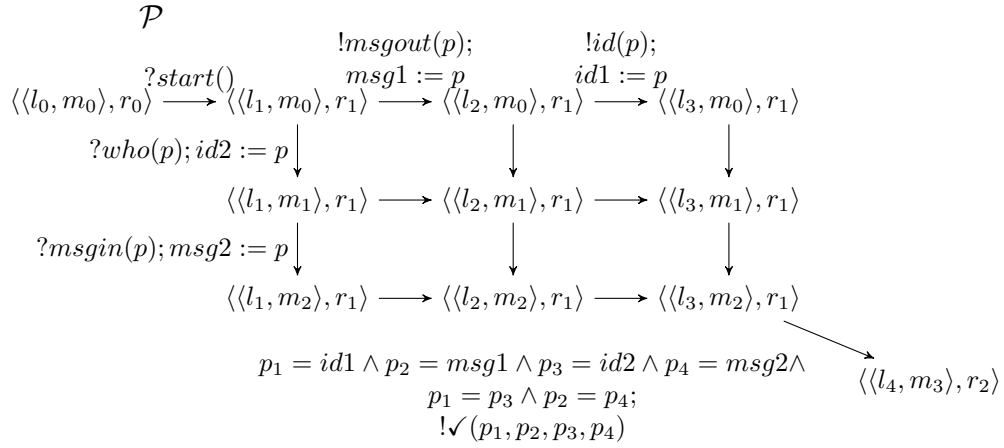 𝒫
!msgout(p); !id(p);
?start() msg1 := p id1 := p
⟨⟨l₀, m₀⟩, r₀⟩ ⟨⟨l₁, m₀⟩, r₁⟩ ⟨⟨l₂, m₀⟩, r₁⟩ ⟨⟨l₃, m₀⟩, r₁⟩
?who(p); id2 := p
⟨⟨l₁, m₁⟩, r₁⟩ ⟨⟨l₂, m₁⟩, r₁⟩ ⟨⟨l₃, m₁⟩, r₁⟩
?msgin(p); msg2 := p
⟨⟨l₁, m₂⟩, r₁⟩ ⟨⟨l₂, m₂⟩, r₁⟩ ⟨⟨l₃, m₂⟩, r₁⟩
p₁ = id1 ∧ p₂ = msg1 ∧ p₃ = id2 ∧ p₄ = msg2∧
⟨⟨l₄, m₃⟩, r₂⟩
p₁ = p₃ ∧ p₂ = p₄;
!✓(p₁, p₂, p₃, p₄)